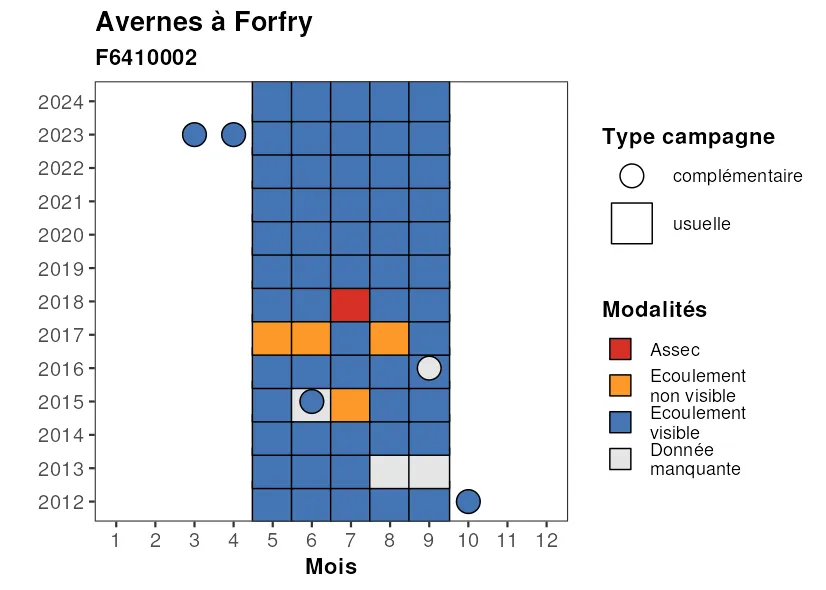 Avernes à Forfry
F6410002
2024
2023
2022
2021
2020
2019
2018
2017
2016
2015
2014
2013
2012
1 2 3 4 5 6 7 8 9 10 11 12
Mois
Type campagne
complémentaire
usuelle
Modalités
Assec
Ecoulement
non visible
Ecoulement
visible
Donnée
manquante